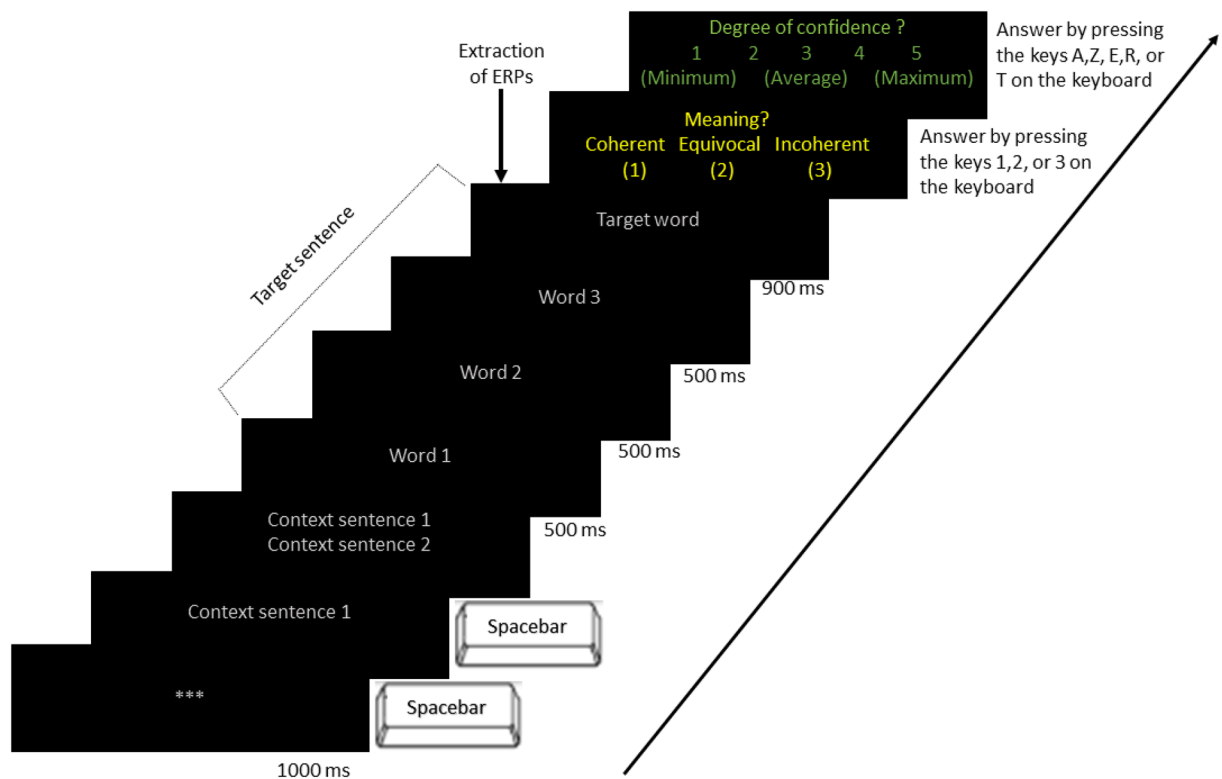 Degree of confidence ?
1 2 3 4 5
(Minimum) (Average) (Maximum)
Answer by pressing
the keys A,Z, E,R, or
T on the keyboard
Extraction
of ERPs
Meaning?
Coherent Equivocal Incoherent
(1) (2) (3)
Answer by pressing
the keys 1,2, or 3 on
the keyboard
Target sentence
Target word
900 ms
Word 3
500 ms
Word 2
500 ms
Word 1
500 ms
Context sentence 1
Context sentence 2
Spacebar
Context sentence 1
Spacebar
***
1000 ms